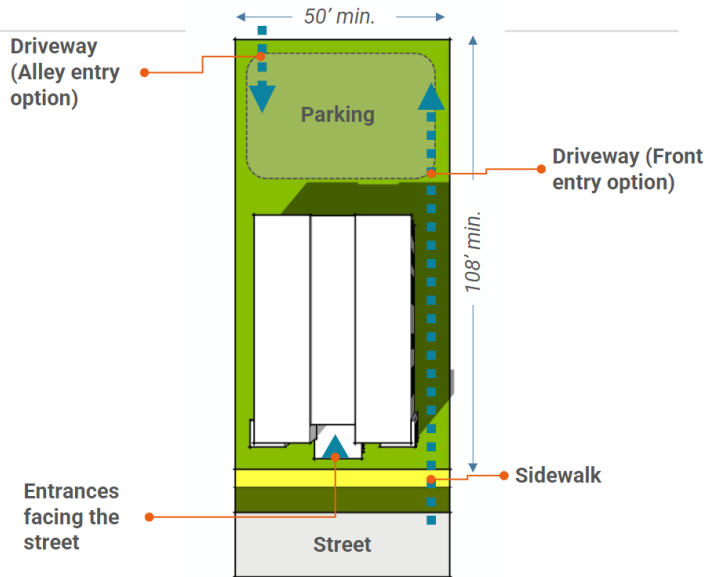 50’ min.
Driveway
(Alley entry
option)
Parking
Driveway (Front
entry option)
108’ min.
Sidewalk
Entrances
facing the
street
Street